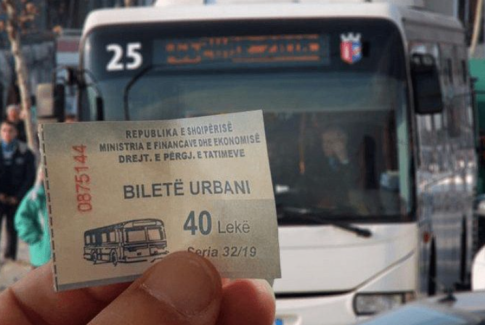 25
REPUBLIKA E SHQIPËRISË
MINISTRIA E FINANCAVE DHE EKONOMISË
DREJT. E PËRGJ. E TATIMEVE
0875144
BILETË URBANI
40 Lekë
Seria 32/19